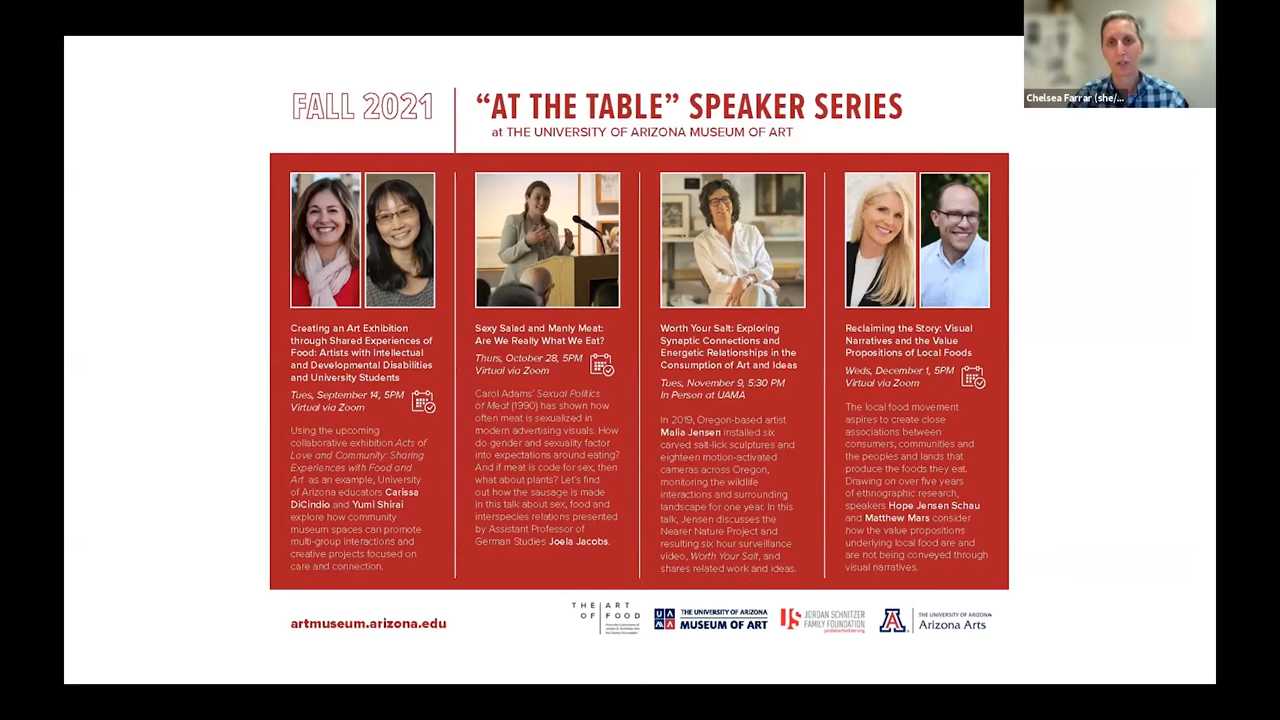 Chelsea Farrar (she/...
FALL 2021
"AT THE TABLE" SPEAKER SERIES
at THE UNIVERSITY OF ARIZONA MUSEUM OF ART
Creating an Art Exhibition
through Shared Experiences of
Food: Artists with Intellectual
and Developmental Disabilities
and University Students
Tues, September 14, 5PM
Virtual via Zoom
Using the upcoming
collaborative exhibition Acts of
Love and Community: Sharing
Experiences with Food and
Art as an example, University
of Arizona educators Carissa
DiCindio and Yumi Shirai
explore how community
museum spaces can promote
multi-group interactions and
creative projects focused on
care and connection.
Sexy Salad and Manly Meat:
Are We Really What We Eat?
Thurs, October 28, 5PM
Virtual via Zoom
Carol Adams' Sexual Politics
of Meat (1990) has shown how
often meat is sexualized in
modern advertising visuals. How
do gender and sexuality factor
into expectations around eating?
And if meat is code for sex, then
what about plants? Let's find
out how the sausage is made
in this talk about sex, food and
interspecies relations presented
by Assistant Professor of
German Studies Joela Jacobs.
Worth Your Salt: Exploring
Synaptic Connections and
Energetic Relationships in the
Consumption of Art and Ideas
Tues, November 9, 5:30 PM
In Person at UAMA
In 2019, Oregon-based artist
Malia Jensen installed six
carved salt-lick sculptures and
eighteen motion-activated
cameras across Oregon,
monitoring the wildlife
interactions and surrounding
landscape for one year. In this
talk, Jensen discusses the
Nearer Nature Project and
resulting six hour surveillance
video, Worth Your Salt, and
shares related work and ideas.
Reclaiming the Story: Visual
Narratives and the Value
Propositions of Local Foods
Weds, December 1, 5PM
Virtual via Zoom
The local food movement
aspires to create close
associations between
consumers, communities and
the peoples and lands that
produce the foods they eat.
Drawing on over five years
of ethnographic research,
speakers Hope Jensen Schau
and Matthew Mars consider
how the value propositions
underlying local food are and
are not being conveyed through
visual narratives.
artmuseum.arizona.edu
THE ART
OF FOOD
From the Collections of
Jordan D. Schnitzer and
His Family Foundation
UA
MA
THE UNIVERSITY OF ARIZONA
MUSEUM OF ART
JS
JORDAN SCHNITZER
FAMILY FOUNDATION
jordanschnitzer.org
A
THE UNIVERSITY OF ARIZONA
Arizona Arts